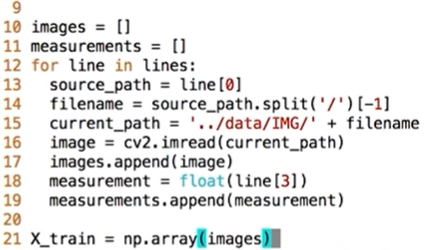 9
10 images = []
11 measurements = []
12 for line in lines:
13   source_path = line[0]
14   filename = source_path.split('/')[-1]
15   current_path = '../data/IMG/' + filename
16   image = cv2.imread(current_path)
17   images.append(image)
18   measurement = float(line[3])
19   measurements.append(measurement)
20
21 X_train = np.array(images)